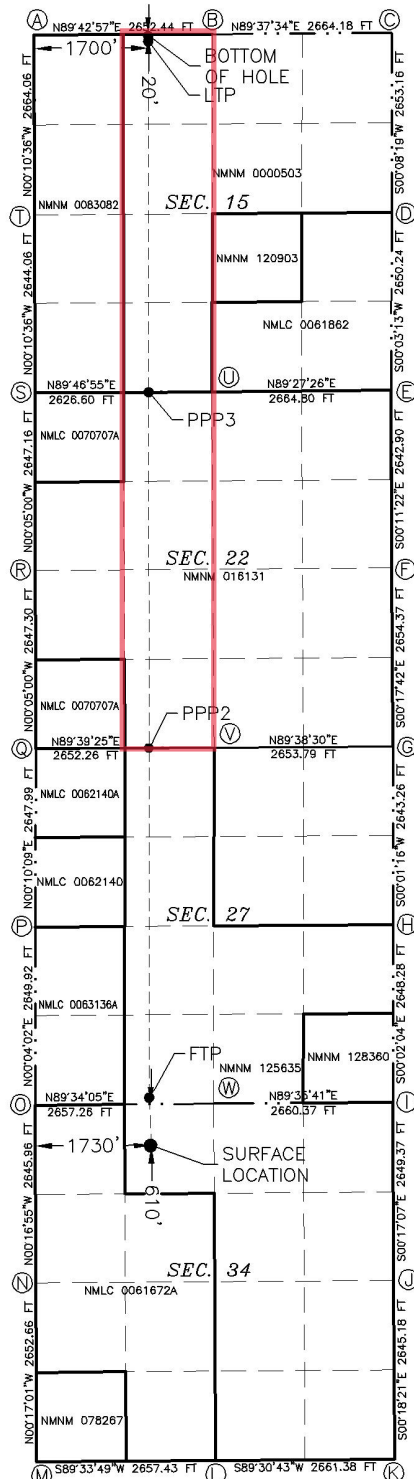 A
B
C
N89°42'57"E 2652.44 FT
N89°37'34"E 2664.18 FT
1700'
BOTTOM
OF HOLE
LTP
20'
N00°10'36"W 2664.06 FT
S00°08'19"W 2653.16 FT
NMNM 0000503
NMNM 0083082
SEC. 15
T
D
NMNM 120903
N00°10'36"W 2644.06 FT
S00°03'13"W 2650.24 FT
NMLC 0061862
U
N89°46'55"E
2626.60 FT
N89°27'26"E
2664.80 FT
S
E
PPP3
NMLC 0070707A
N00°05'00"W 2647.16 FT
S00°11'22"E 2642.90 FT
SEC. 22
NMNM 016131
R
F
N00°05'00"W 2647.30 FT
S00°17'42"E 2654.37 FT
NMLC 0070707A
PPP2
V
N89°39'25"E
2652.26 FT
N89°38'30"E
2653.79 FT
Q
G
NMLC 0062140A
N00°10'09"E 2647.99 FT
S00°01'16"W 2643.26 FT
NMLC 0062140
SEC. 27
P
H
N00°04'02"E 2649.92 FT
S00°02'04"W 2648.28 FT
NMLC 0063136A
FTP
NMNM 125635
NMNM 128360
W
N89°34'05"E
2657.26 FT
2660.37 FT
O
I
1730'
SURFACE
LOCATION
610'
N00°16'55"W 2645.96 FT
S00°17'07"E 2649.37 FT
SEC. 34
N
J
NMLC 0061672A
N00°17'01"W 2652.66 FT
S00°18'21"E 2645.18 FT
NMNM 078267
S89°33'49"W 2657.43 FT
S89°30'43"W 2661.38 FT
M
L
K